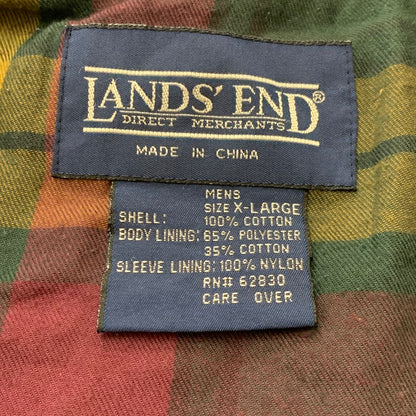 LANDS' END®
DIRECT MERCHANTS
MADE IN CHINA
MENS
SIZE X-LARGE
SHELL: 100% COTTON
BODY LINING: 65% POLYESTER
35% COTTON
SLEEVE LINING: 100% NYLON
RN# 62830
CARE OVER